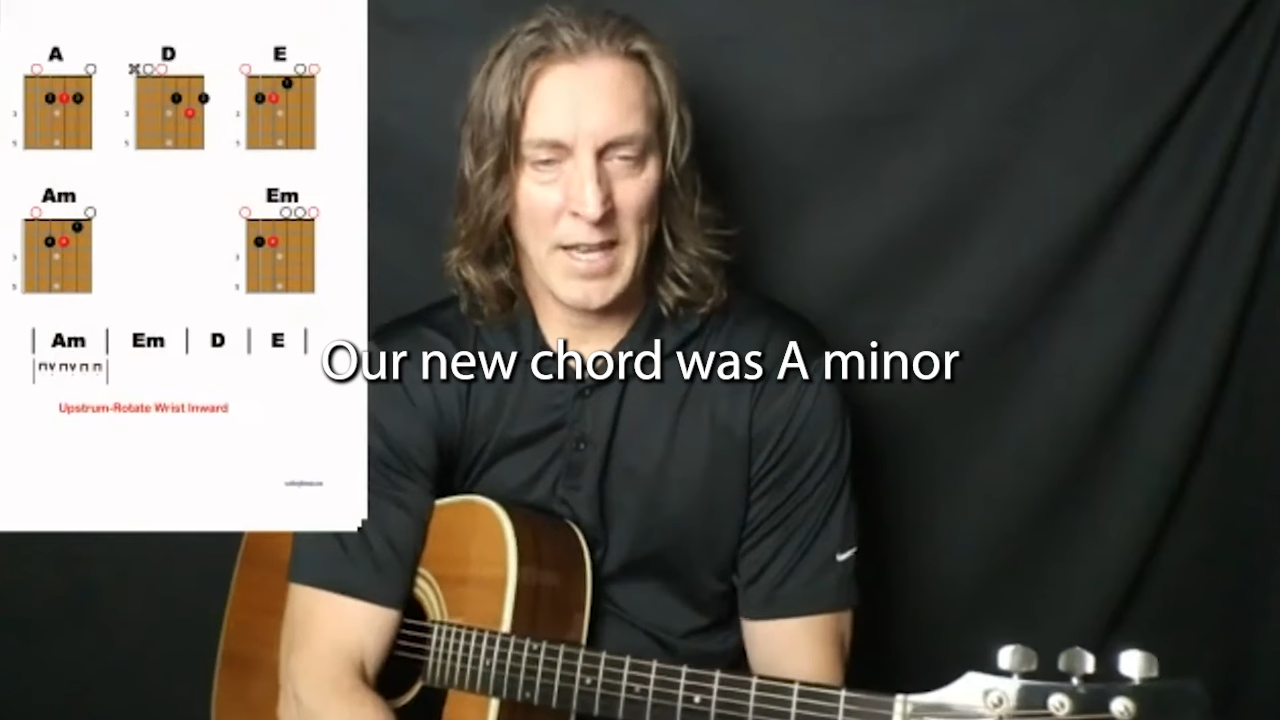 A D E
Am Em
| Am | Em | D | E |
Upstrum-Rotate Wrist Inward
Our new chord was A minor